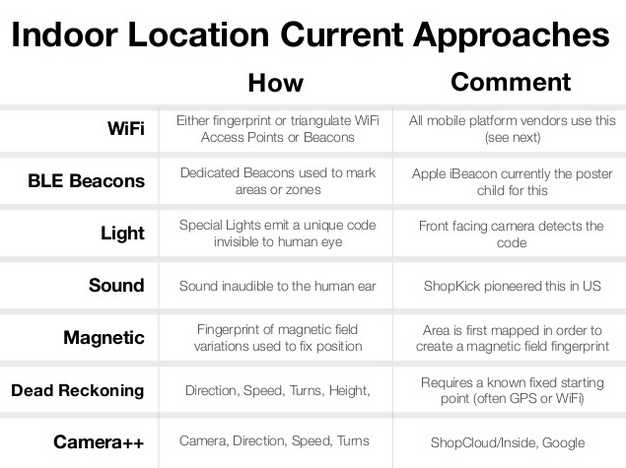 Indoor Location Current Approaches
How
Comment
WiFi
Either fingerprint or triangulate WiFi
Access Points or Beacons
All mobile platform vendors use this
(see next)
BLE Beacons
Dedicated Beacons used to mark
areas or zones
Apple iBeacon currently the poster
child for this
Light
Special Lights emit a unique code
invisible to human eye
Front facing camera detects the
code
Sound
Sound inaudible to the human ear
ShopKick pioneered this in US
Magnetic
Fingerprint of magnetic field
variations used to fix position
Area is first mapped in order to
create a magnetic field fingerprint
Dead Reckoning
Direction, Speed, Turns, Height,
Requires a known fixed starting
point (often GPS or WiFi)
Camera++
Camera, Direction, Speed, Turns
ShopCloud/Inside, Google